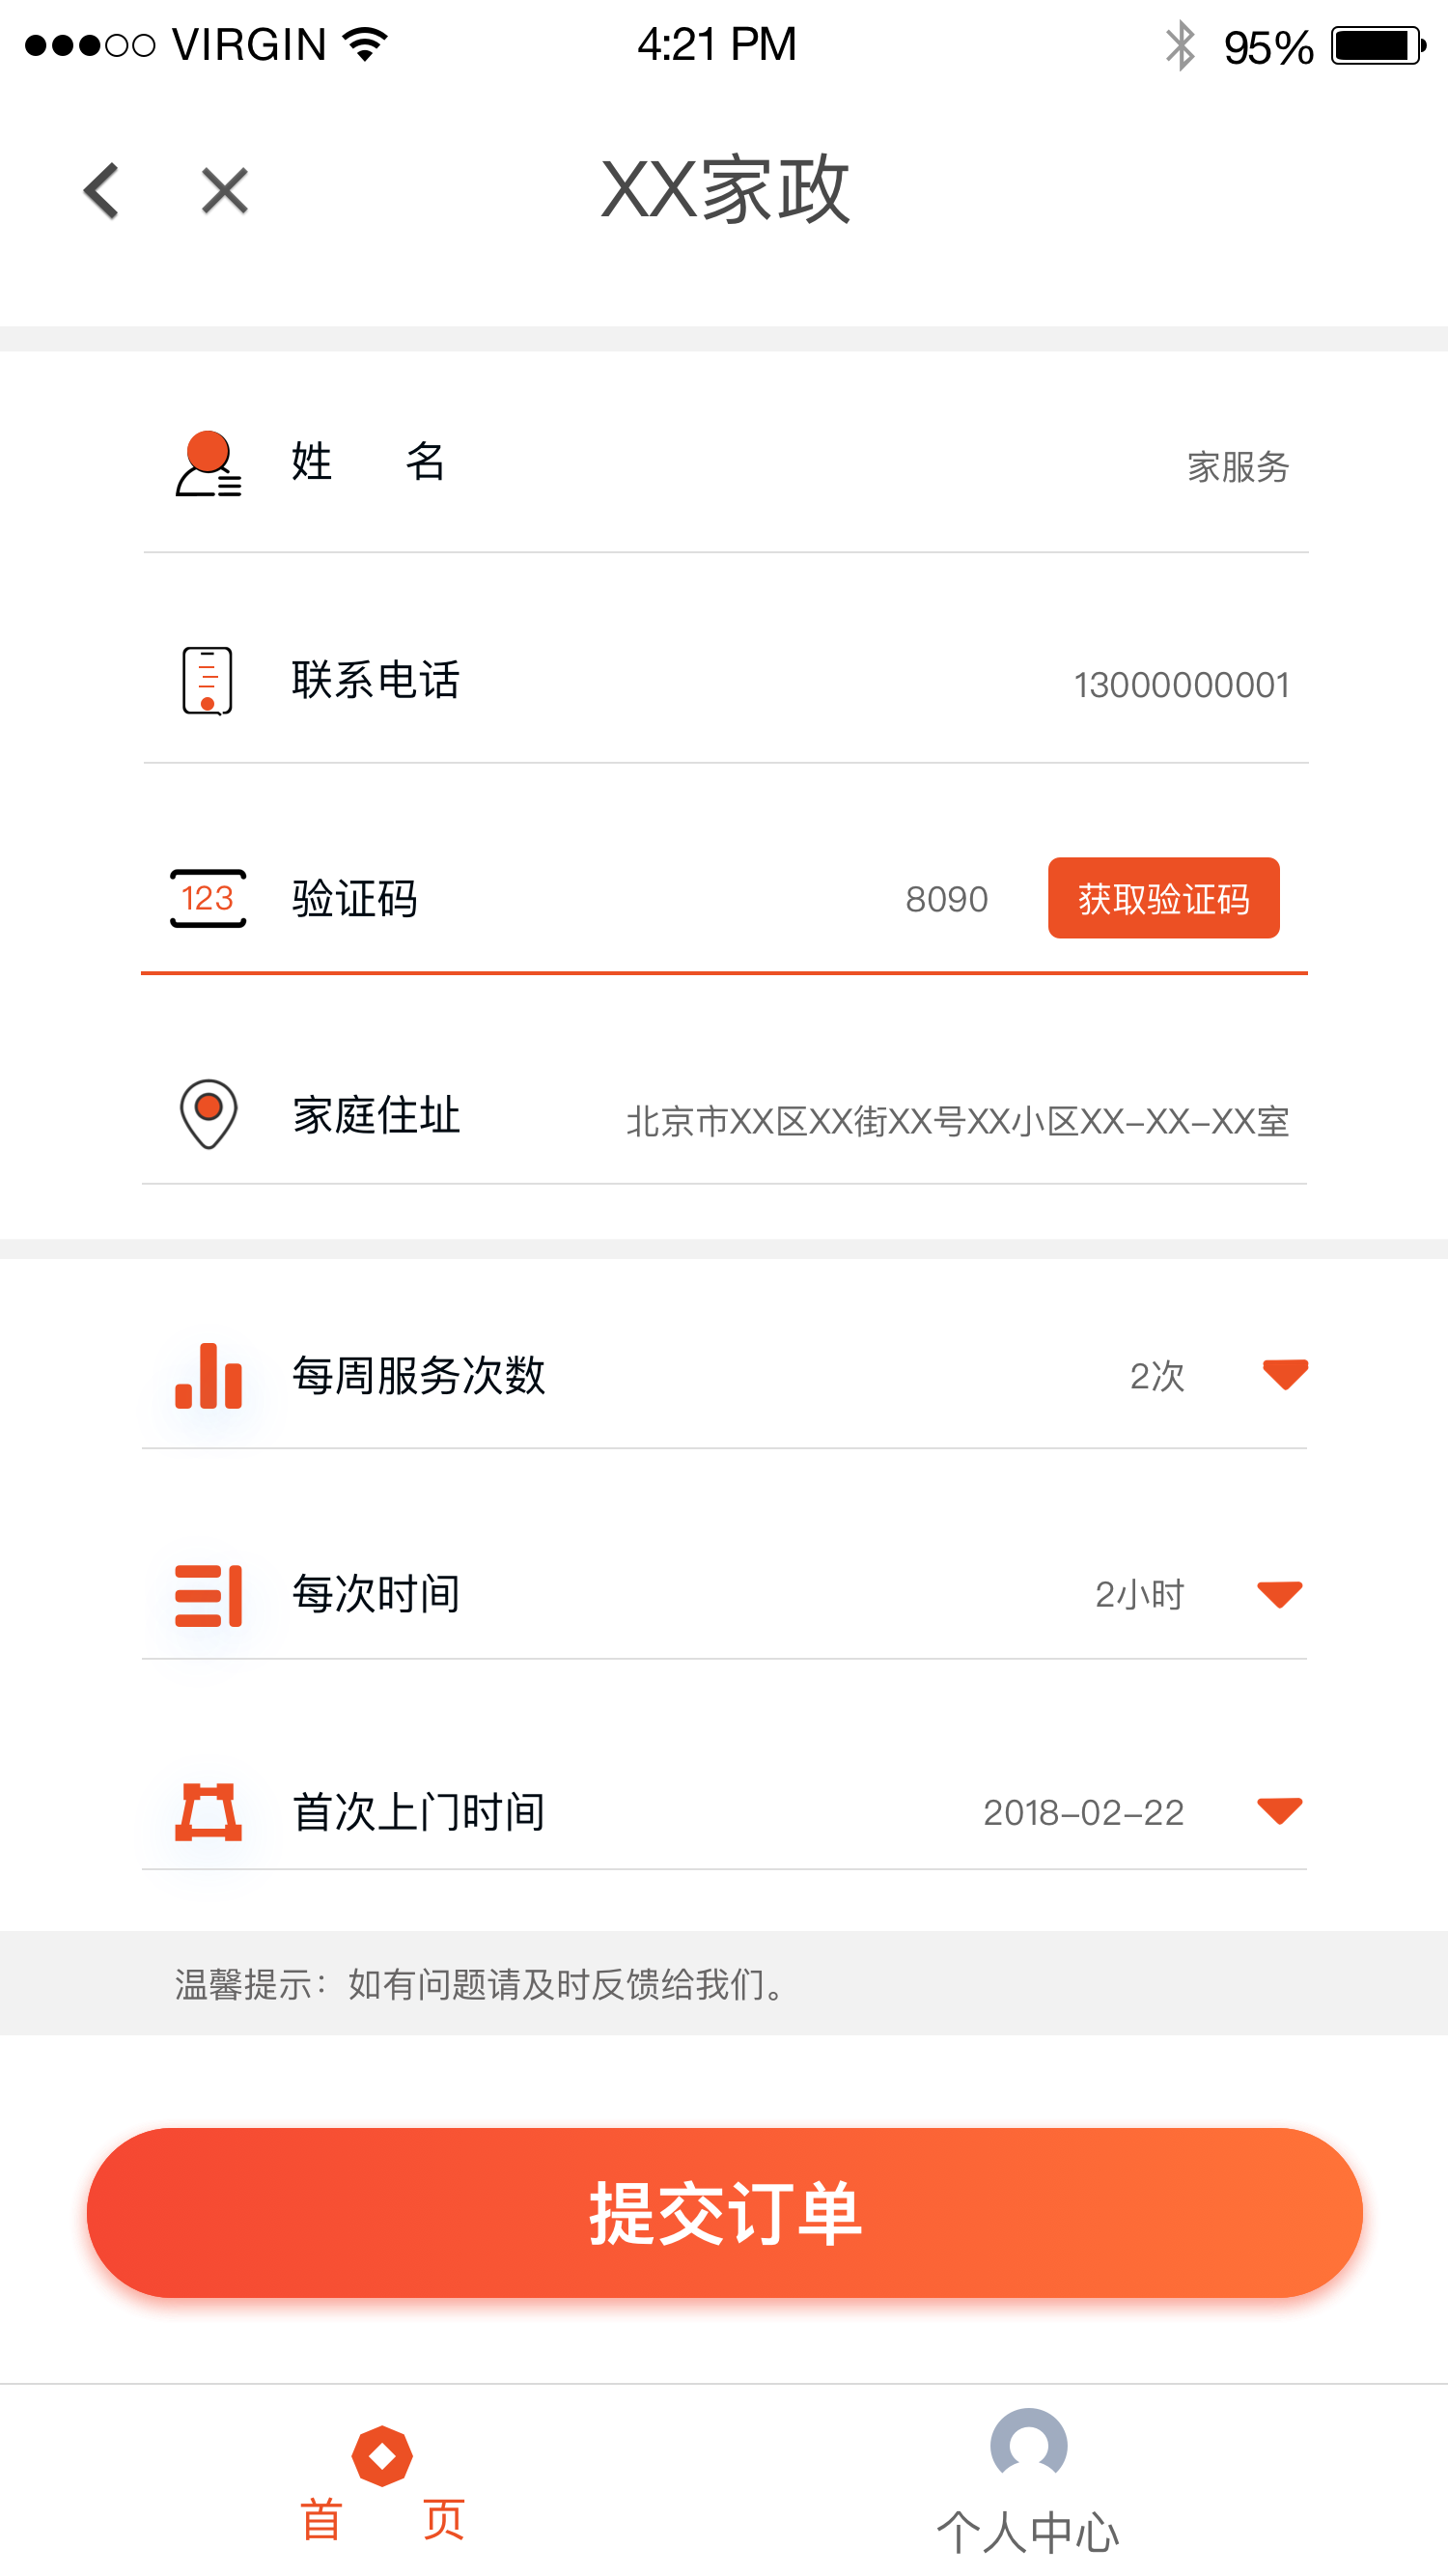 VIRGIN 4:21 PM 95%
XX家政
姓 名 家服务
联系电话 13000000001
123 验证码 8090 获取验证码
家庭住址 北京市XX区XX街XX号XX小区XX-XX-XX室
每周服务次数 2次
每次时间 2小时
首次上门时间 2018-02-22
温馨提示：如有问题请及时反馈给我们。
提交订单
首 页 个人中心